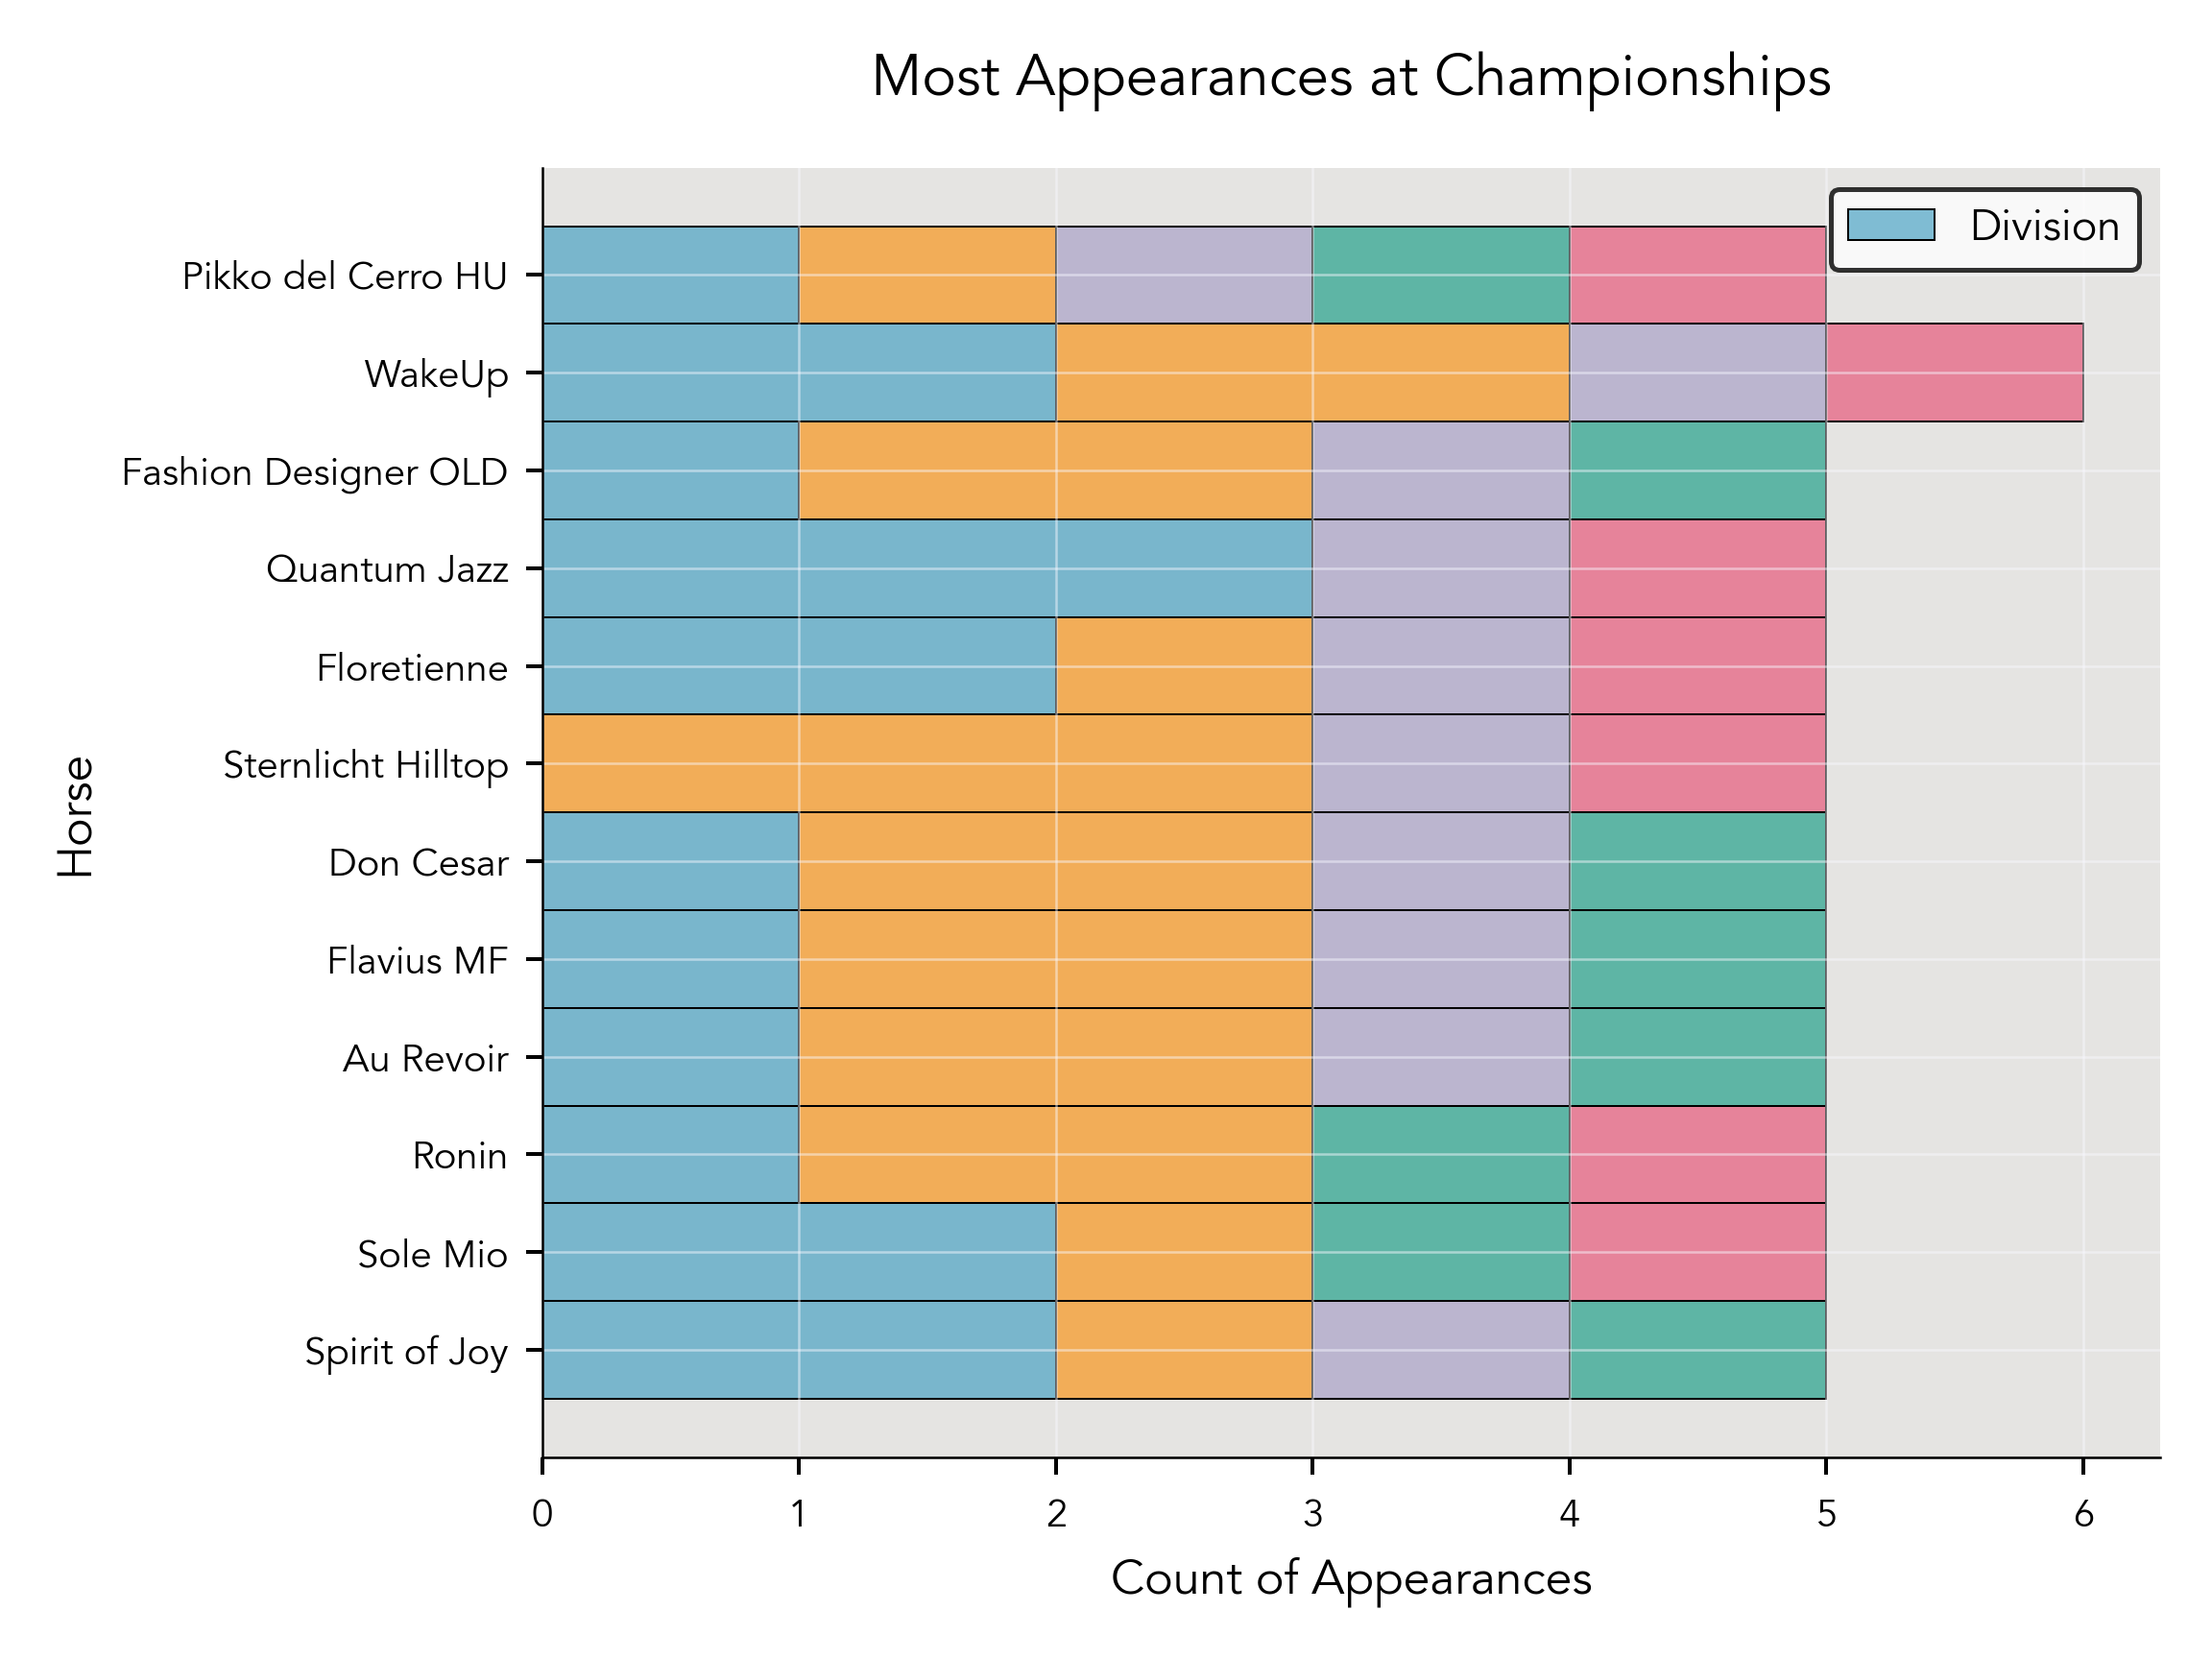 Most Appearances at Championships
Division
Pikko del Cerro HU
WakeUp
Fashion Designer OLD
Quantum Jazz
Floretienne
Sternlicht Hilltop
Don Cesar
Flavius MF
Au Revoir
Ronin
Sole Mio
Spirit of Joy
Horse
0 1 2 3 4 5 6
Count of Appearances